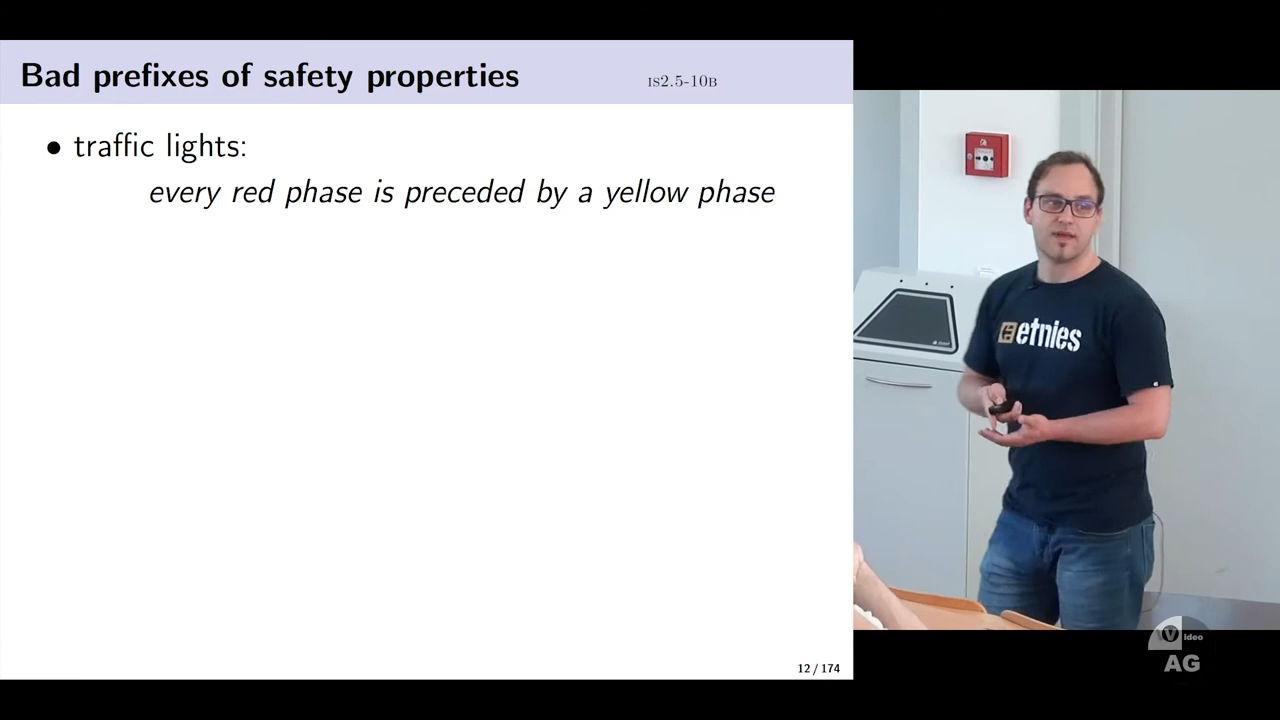 Bad prefixes of safety properties
IS2.5-10B
• traffic lights:
every red phase is preceded by a yellow phase
12 / 174
etnies
Video
AG